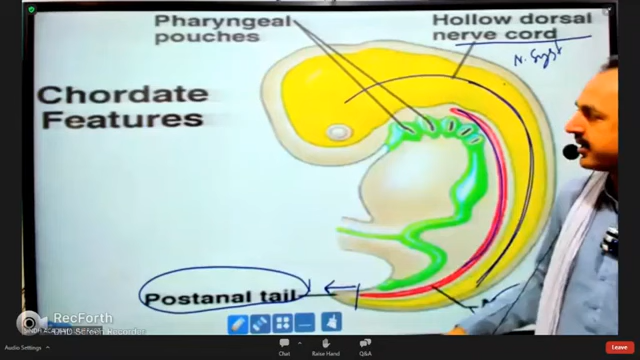 Pharyngeal
pouches
Hollow dorsal
nerve cord
N. Syst
Chordate
Features
Postanal tail
RecForth
Audio Settings
Chat
Raise Hand
Q&A
Leave